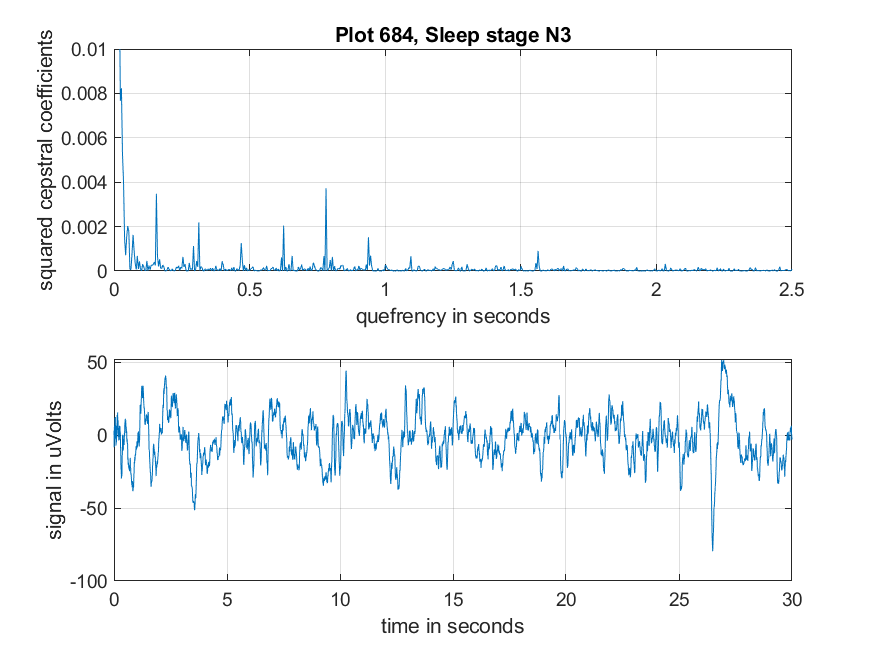 Plot 684, Sleep stage N3
squared cepstral coefficients
0.01
0.008
0.006
0.004
0.002
0
0 0.5 1 1.5 2 2.5
quefrency in seconds
signal in uVolts
50
0
-50
-100
0 5 10 15 20 25 30
time in seconds